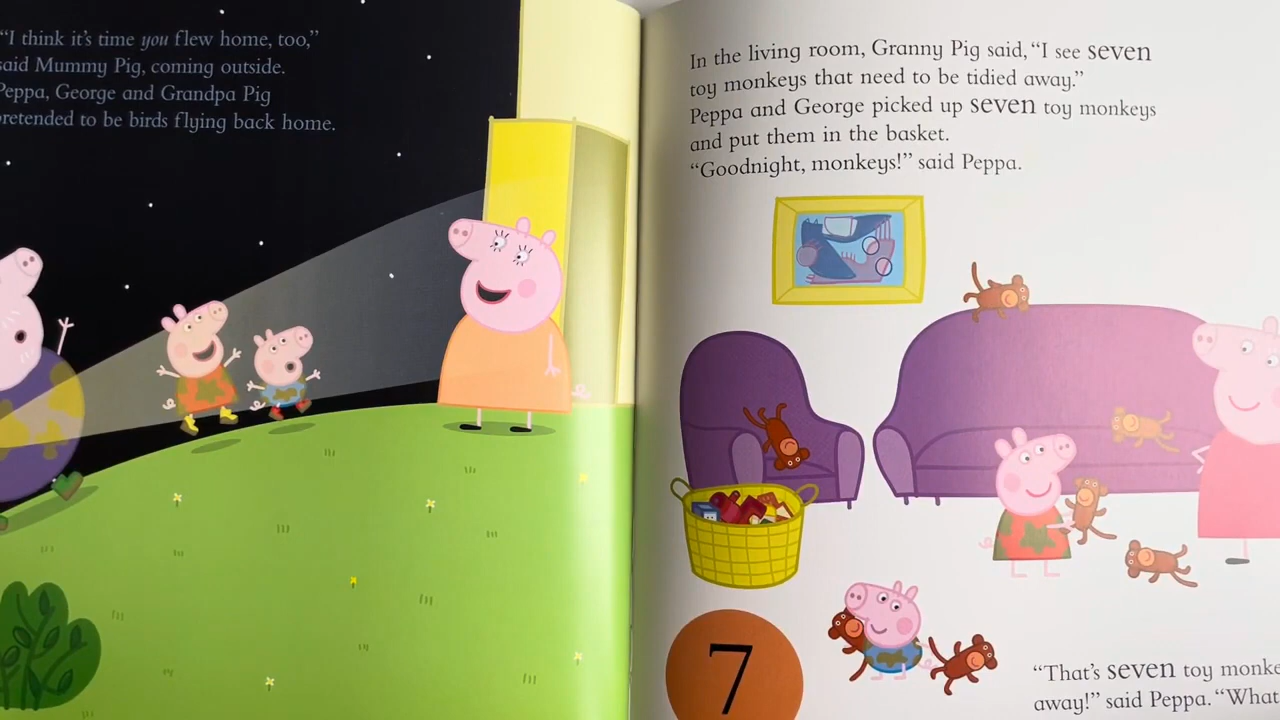 “I think it’s time you flew home, too,”
said Mummy Pig, coming outside.
Peppa, George and Grandpa Pig
pretended to be birds flying back home.
In the living room, Granny Pig said, “I see seven
toy monkeys that need to be tidied away.”
Peppa and George picked up seven toy monkeys
and put them in the basket.
“Goodnight, monkeys!” said Peppa.
7
“That’s seven toy monke
away!” said Peppa. “What